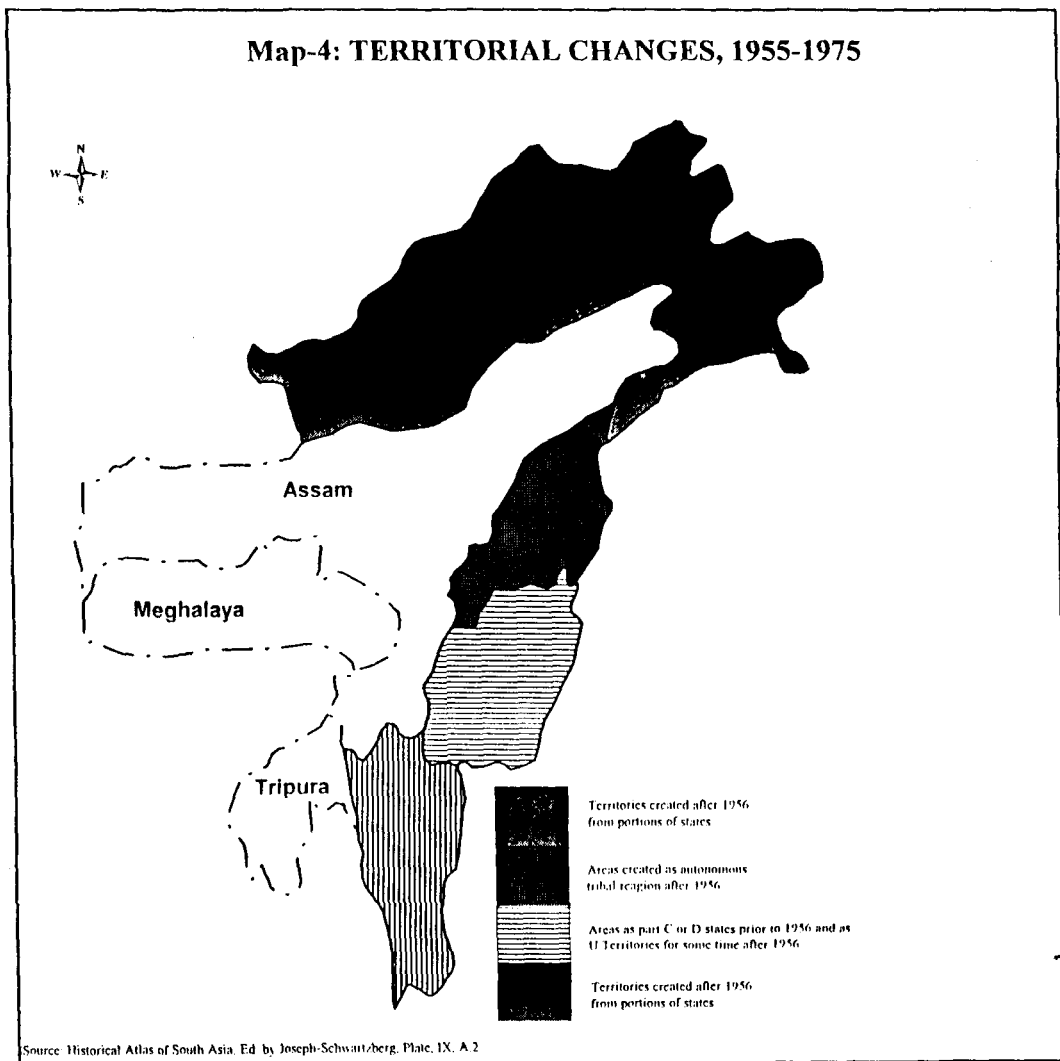 Map-4: TERRITORIAL CHANGES, 1955-1975
N
W E
S
Assam
Meghalaya
Tripura
Territories created after 1956
from portions of states
Areas created as autonomous
tribal reagion after 1956
Areas as part C or D states prior to 1956 and as
U Territories for some time after 1956
Territories created after 1956
from portions of states
Source: Historical Atlas of South Asia, Ed. by Joseph-Schwartzberg, Plate, IX, A.2